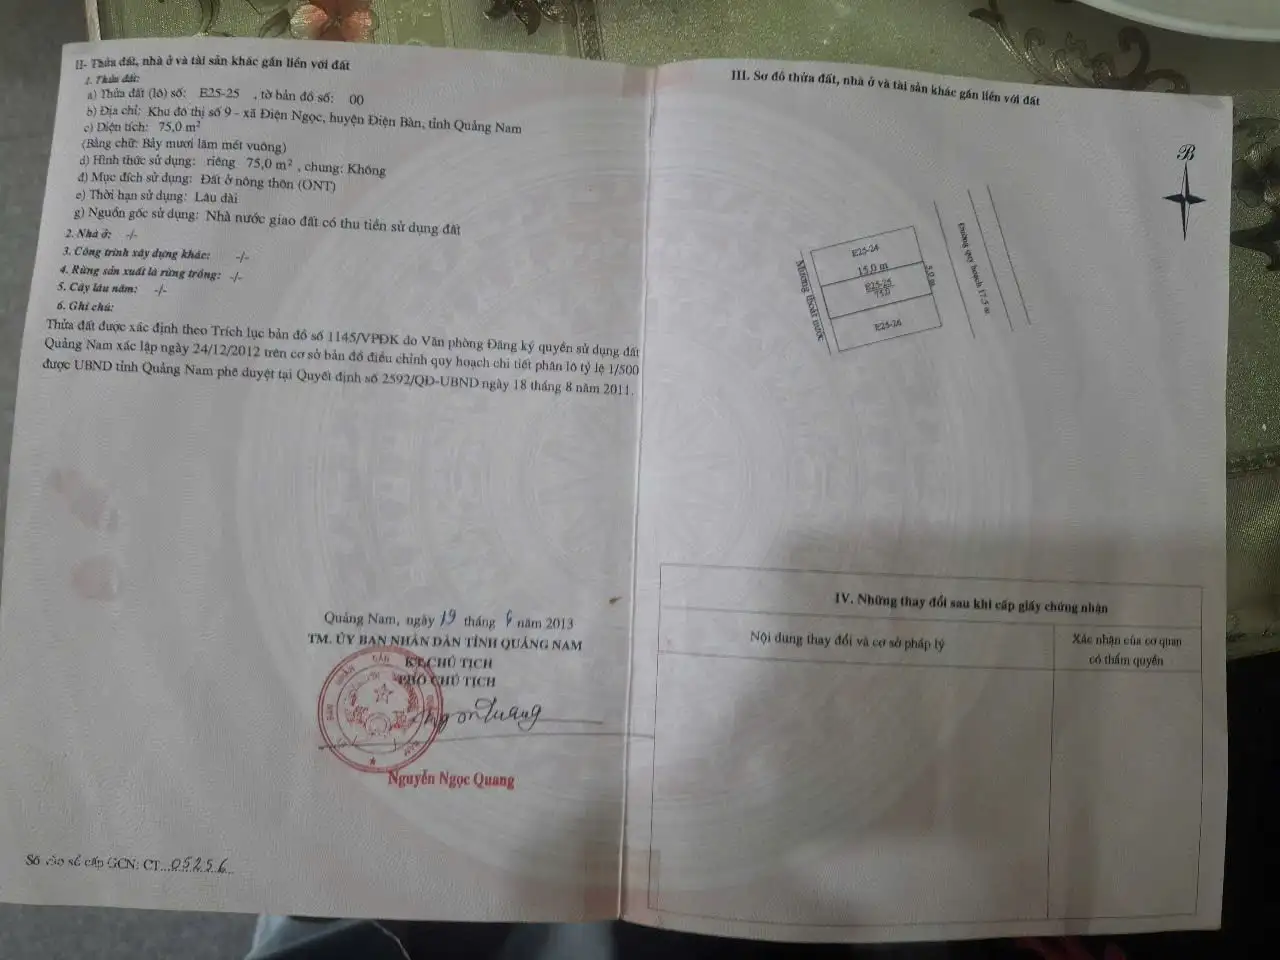 II- Thửa đất, nhà ở và tài sản khác gắn liền với đất
1. Thửa đất:
a) Thửa đất (lô) số: E25-25 , tờ bản đồ số: 00
b) Địa chỉ: Khu đô thị số 9 - xã Điện Ngọc, huyện Điện Bàn, tỉnh Quảng Nam
c) Diện tích: 75,0 m²
(Bằng chữ: Bảy mươi lăm mét vuông)
d) Hình thức sử dụng: riêng 75,0 m² , chung: Không
đ) Mục đích sử dụng: Đất ở nông thôn (ONT)
e) Thời hạn sử dụng: Lâu dài
g) Nguồn gốc sử dụng: Nhà nước giao đất có thu tiền sử dụng đất
2. Nhà ở: -/-
3. Công trình xây dựng khác: -/-
4. Rừng sản xuất là rừng trồng: -/-
5. Cây lâu năm: -/-
6. Ghi chú:
Thửa đất được xác định theo Trích lục bản đồ số 1145/VPĐK do Văn phòng Đăng ký quyền sử dụng đất
Quảng Nam xác lập ngày 24/12/2012 trên cơ sở bản đồ điều chỉnh quy hoạch chi tiết phân lô tỷ lệ 1/500
được UBND tỉnh Quảng Nam phê duyệt tại Quyết định số 2592/QĐ-UBND ngày 18 tháng 8 năm 2011.
Quảng Nam, ngày 19 tháng 6 năm 2013
TM. ỦY BAN NHÂN DÂN TỈNH QUẢNG NAM
KT.CHỦ TỊCH
PHÓ CHỦ TỊCH
Nguyễn Ngọc Quang
Số vào sổ cấp GCN: CT...05256...
III. Sơ đồ thửa đất, nhà ở và tài sản khác gắn liền với đất
B
E25-24
15,0 m
5,0 m
E25-25
75,0
E25-26
Mương thoát nước
Đường quy hoạch 17.5 m
IV. Những thay đổi sau khi cấp giấy chứng nhận
Nội dung thay đổi và cơ sở pháp lý
Xác nhận của cơ quan
có thẩm quyền